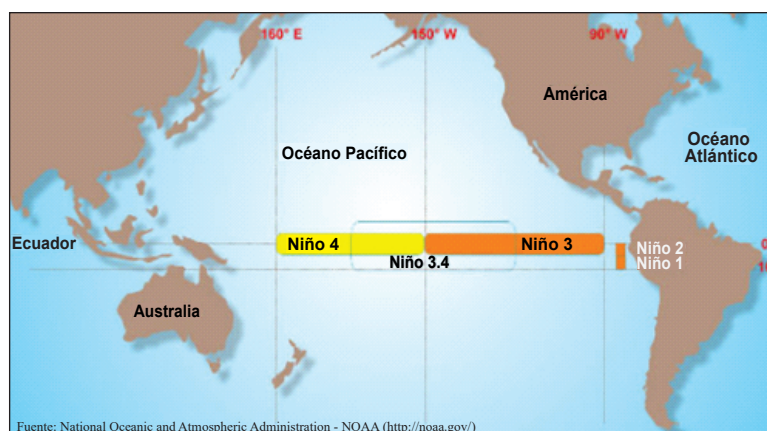 160° E
150° W
90° W
América
Océano
Atlántico
Océano Pacífico
Ecuador
Niño 4
Niño 3
Niño 2
Niño 1
Niño 3.4
Australia
Fuente: National Oceanic and Atmospheric Administration - NOAA (http://noaa.gov/)